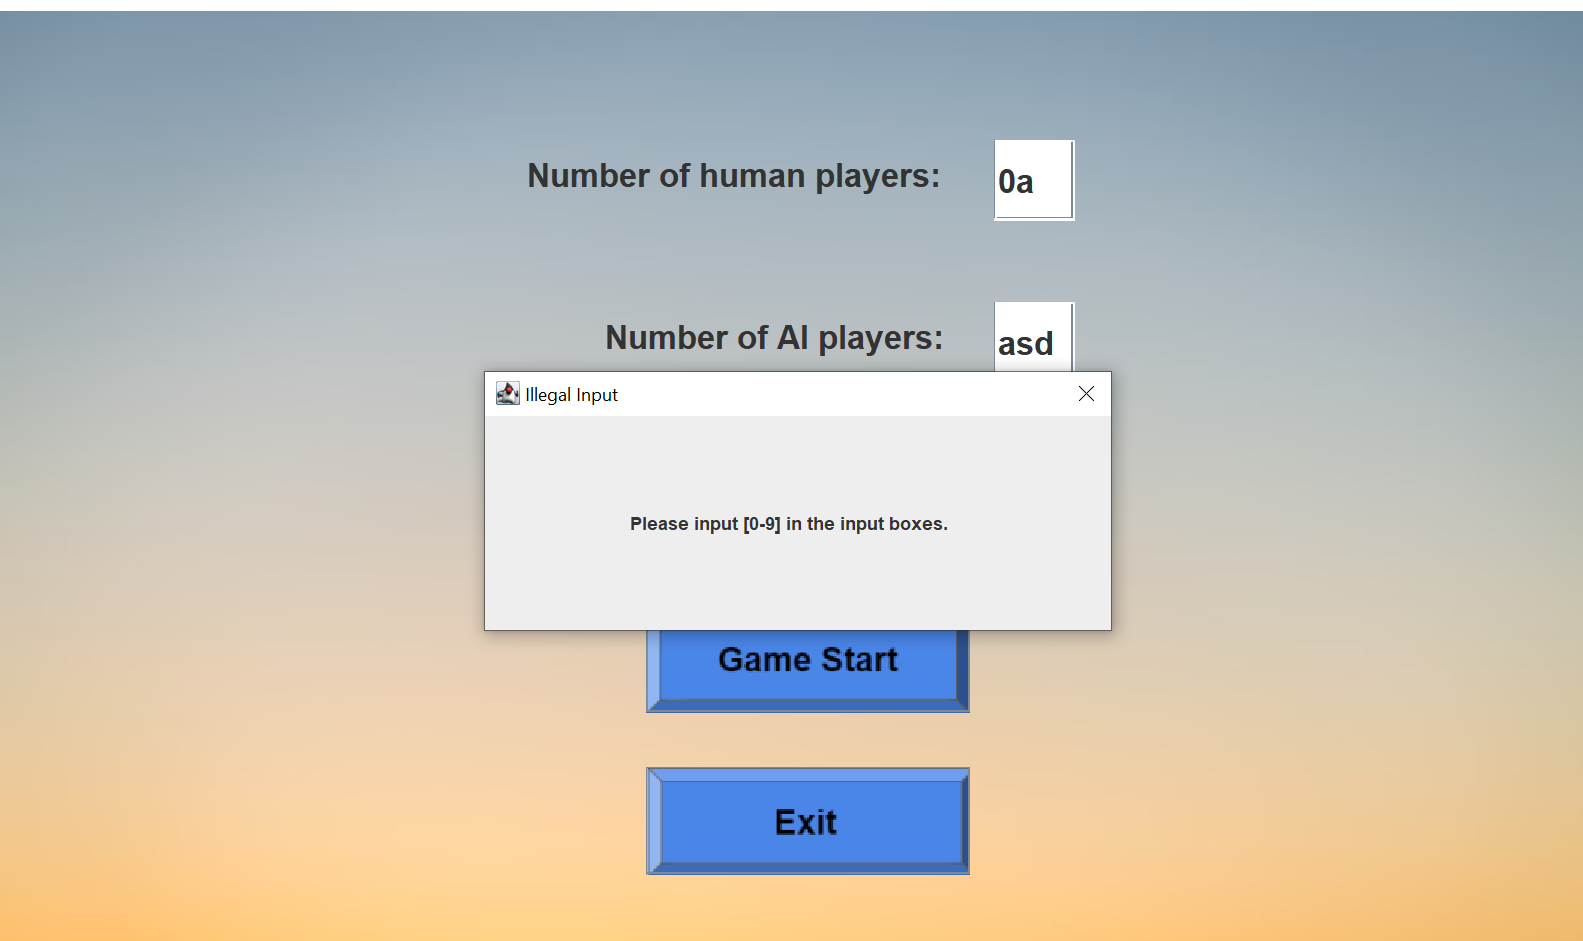 Number of human players:
0a
Number of AI players:
asd
Illegal Input
Please input [0-9] in the input boxes.
Game Start
Exit